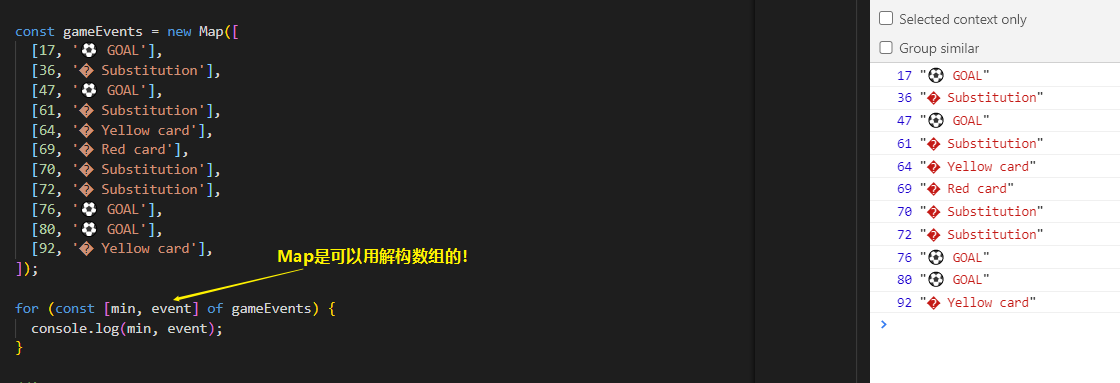 const gameEvents = new Map([
[17, '⚽ GOAL'],
[36, '� Substitution'],
[47, '⚽ GOAL'],
[61, '� Substitution'],
[64, '� Yellow card'],
[69, '� Red card'],
[70, '� Substitution'],
[72, '� Substitution'],
[76, '⚽ GOAL'],
[80, '⚽ GOAL'],
[92, '� Yellow card'],
]);
Map是可以用解构数组的!
for (const [min, event] of gameEvents) {
console.log(min, event);
}
Selected context only
Group similar
17 "⚽ GOAL"
36 "� Substitution"
47 "⚽ GOAL"
61 "� Substitution"
64 "� Yellow card"
69 "� Red card"
70 "� Substitution"
72 "� Substitution"
76 "⚽ GOAL"
80 "⚽ GOAL"
92 "� Yellow card"
>